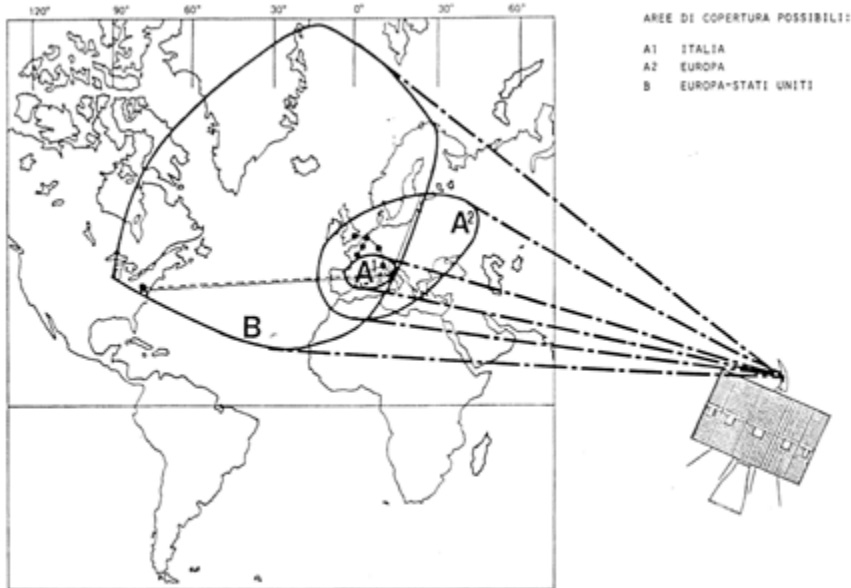 120° 90° 60° 30° 0° 30° 60°
AREE DI COPERTURA POSSIBILI:
A1 ITALIA
A2 EUROPA
B EUROPA-STATI UNITI
A²
A¹
B